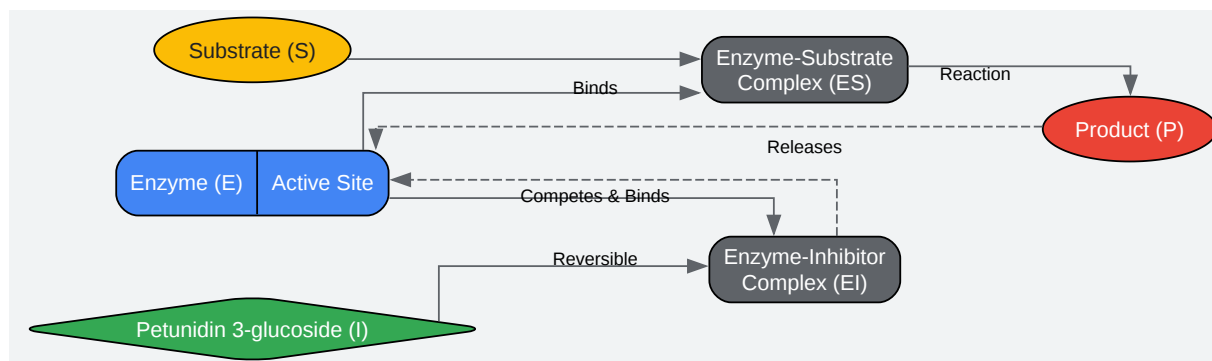 Substrate (S)
Enzyme-Substrate
Complex (ES)
Reaction
Binds
Product (P)
Releases
Enzyme (E)
Active Site
Competes & Binds
Enzyme-Inhibitor
Complex (EI)
Reversible
Petunidin 3-glucoside (I)